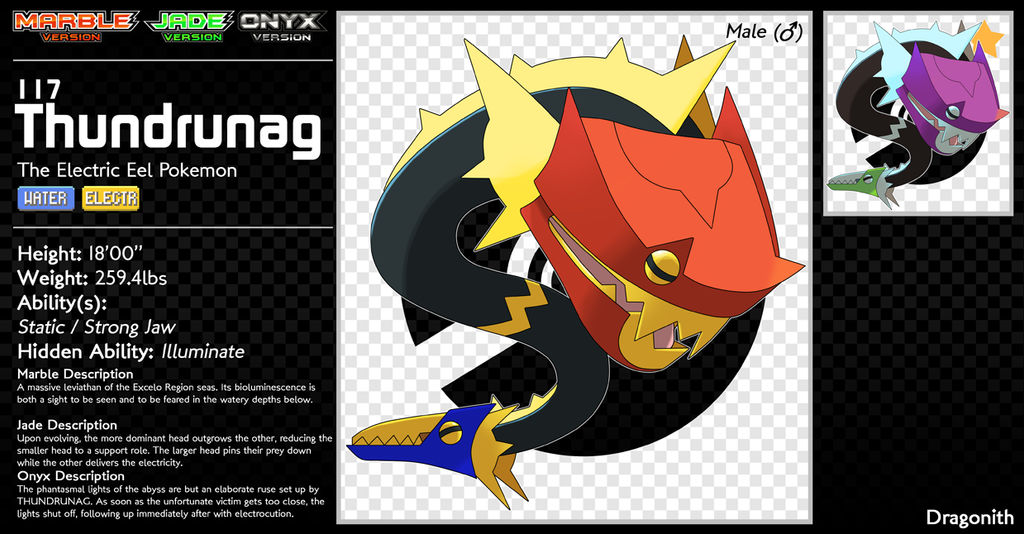 MARBLE VERSION JADE VERSION ONYX VERSION
117
Thundrunag
The Electric Eel Pokemon
WATER ELECTR
Height: 18'00''
Weight: 259.4lbs
Ability(s):
Static / Strong Jaw
Hidden Ability: Illuminate
Marble Description
A massive leviathan of the Excelo Region seas. Its bioluminescence is
both a sight to be seen and to be feared in the watery depths below.
Jade Description
Upon evolving, the more dominant head outgrows the other, reducing the
smaller head to a support role. The larger head pins their prey down
while the other delivers the electricity.
Onyx Description
The phantasmal lights of the abyss are but an elaborate ruse set up by
THUNDRUNAG. As soon as the unfortunate victim gets too close, the
lights shut off, following up immediately after with electrocution.
Male (♂)
Dragonith